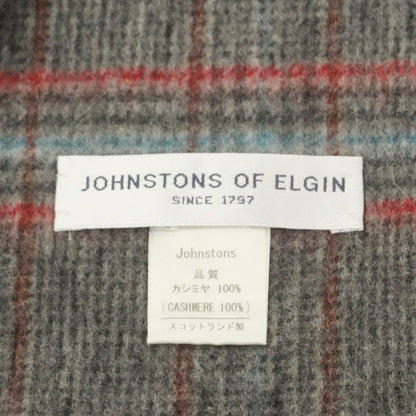 JOHNSTONS OF ELGIN
SINCE 1797
Johnstons
品質
カシミヤ 100%
(CASHMERE 100%)
スコットランド製